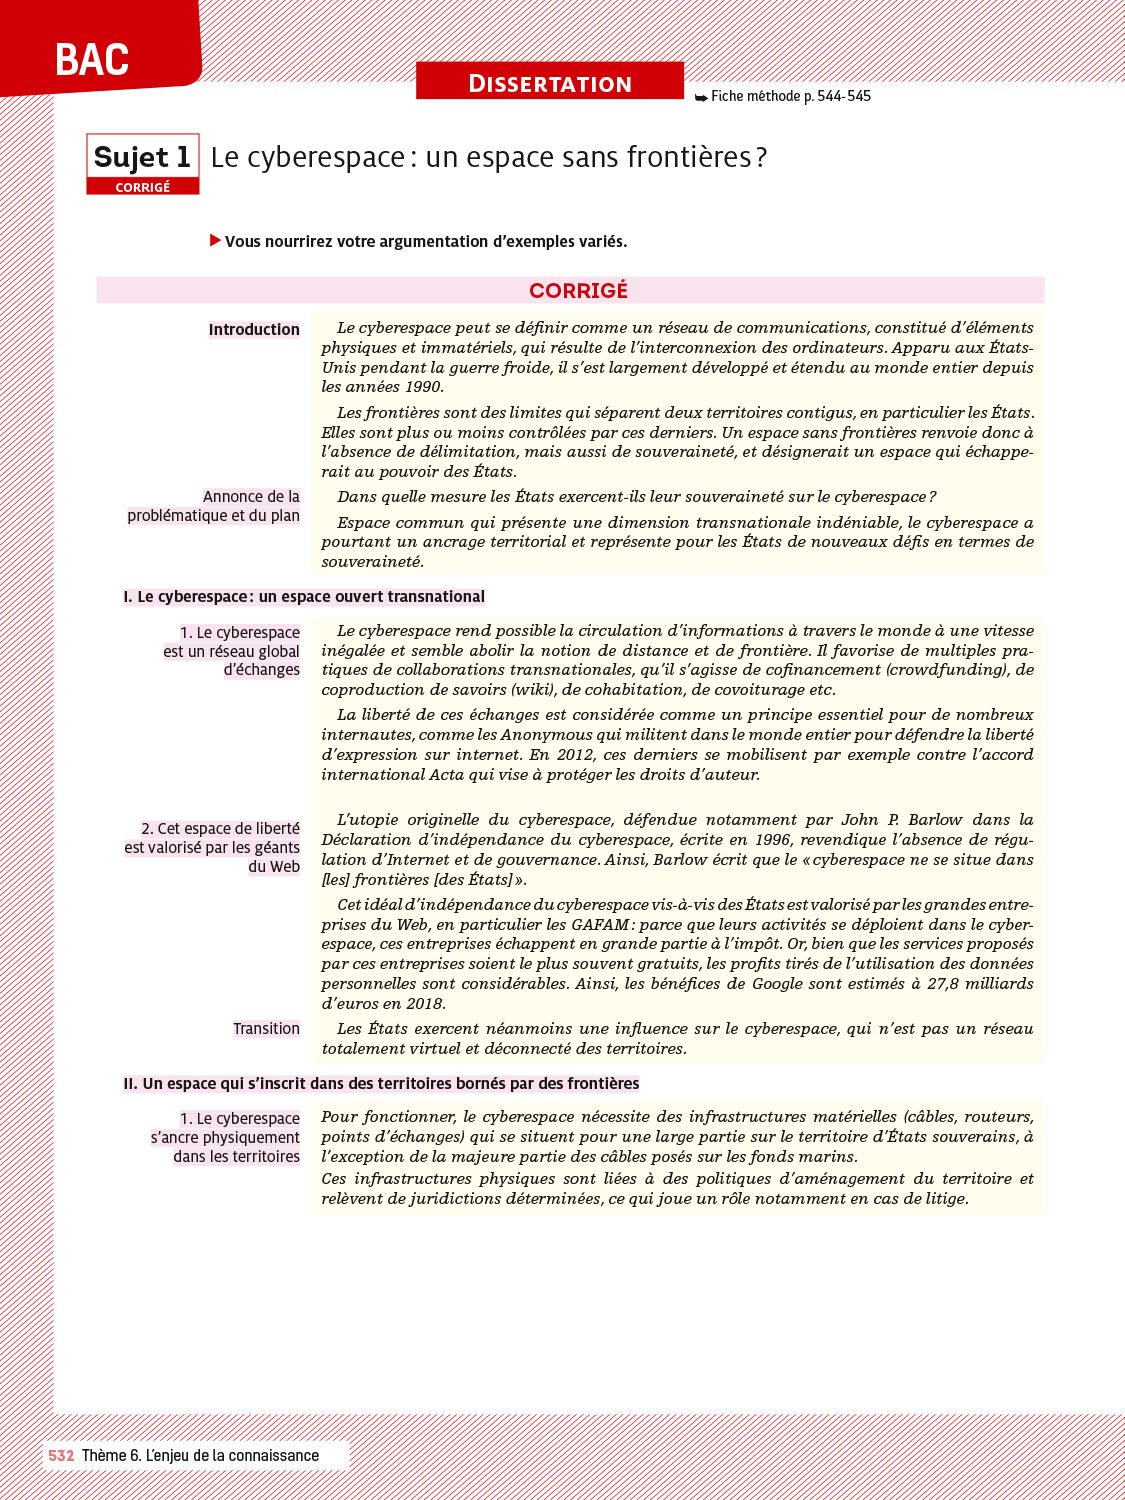 BAC
DISSERTATION
➥ Fiche méthode p. 544-545
Sujet 1
CORRIGÉ
Le cyberespace : un espace sans frontières ?
▶ Vous nourrirez votre argumentation d’exemples variés.
CORRIGÉ
Introduction
Le cyberespace peut se définir comme un réseau de communications, constitué d’éléments
physiques et immatériels, qui résulte de l’interconnexion des ordinateurs. Apparu aux États-
Unis pendant la guerre froide, il s’est largement développé et étendu au monde entier depuis
les années 1990.
Les frontières sont des limites qui séparent deux territoires contigus, en particulier les États.
Elles sont plus ou moins contrôlées par ces derniers. Un espace sans frontières renvoie donc à
l’absence de délimitation, mais aussi de souveraineté, et désignerait un espace qui échappe-
rait au pouvoir des États.
Annonce de la
problématique et du plan
Dans quelle mesure les États exercent-ils leur souveraineté sur le cyberespace ?
Espace commun qui présente une dimension transnationale indéniable, le cyberespace a
pourtant un ancrage territorial et représente pour les États de nouveaux défis en termes de
souveraineté.
I. Le cyberespace : un espace ouvert transnational
1. Le cyberespace
est un réseau global
d’échanges
Le cyberespace rend possible la circulation d’informations à travers le monde à une vitesse
inégalée et semble abolir la notion de distance et de frontière. Il favorise de multiples pra-
tiques de collaborations transnationales, qu’il s’agisse de cofinancement (crowdfunding), de
coproduction de savoirs (wiki), de cohabitation, de covoiturage etc.
La liberté de ces échanges est considérée comme un principe essentiel pour de nombreux
internautes, comme les Anonymous qui militent dans le monde entier pour défendre la liberté
d’expression sur internet. En 2012, ces derniers se mobilisent par exemple contre l’accord
international Acta qui vise à protéger les droits d’auteur.
2. Cet espace de liberté
est valorisé par les géants
du Web
L’utopie originelle du cyberespace, défendue notamment par John P. Barlow dans la
Déclaration d’indépendance du cyberespace, écrite en 1996, revendique l’absence de régu-
lation d’Internet et de gouvernance. Ainsi, Barlow écrit que le « cyberespace ne se situe dans
[les] frontières [des États] ».
Cet idéal d’indépendance du cyberespace vis-à-vis des États est valorisé par les grandes entre-
prises du Web, en particulier les GAFAM : parce que leurs activités se déploient dans le cyber-
espace, ces entreprises échappent en grande partie à l’impôt. Or, bien que les services proposés
par ces entreprises soient le plus souvent gratuits, les profits tirés de l’utilisation des données
personnelles sont considérables. Ainsi, les bénéfices de Google sont estimés à 27,8 milliards
d’euros en 2018.
Transition
Les États exercent néanmoins une influence sur le cyberespace, qui n’est pas un réseau
totalement virtuel et déconnecté des territoires.
II. Un espace qui s’inscrit dans des territoires bornés par des frontières
1. Le cyberespace
s’ancre physiquement
dans les territoires
Pour fonctionner, le cyberespace nécessite des infrastructures matérielles (câbles, routeurs,
points d’échanges) qui se situent pour une large partie sur le territoire d’États souverains, à
l’exception de la majeure partie des câbles posés sur les fonds marins.
Ces infrastructures physiques sont liées à des politiques d’aménagement du territoire et
relèvent de juridictions déterminées, ce qui joue un rôle notamment en cas de litige.
532 Thème 6. L’enjeu de la connaissance